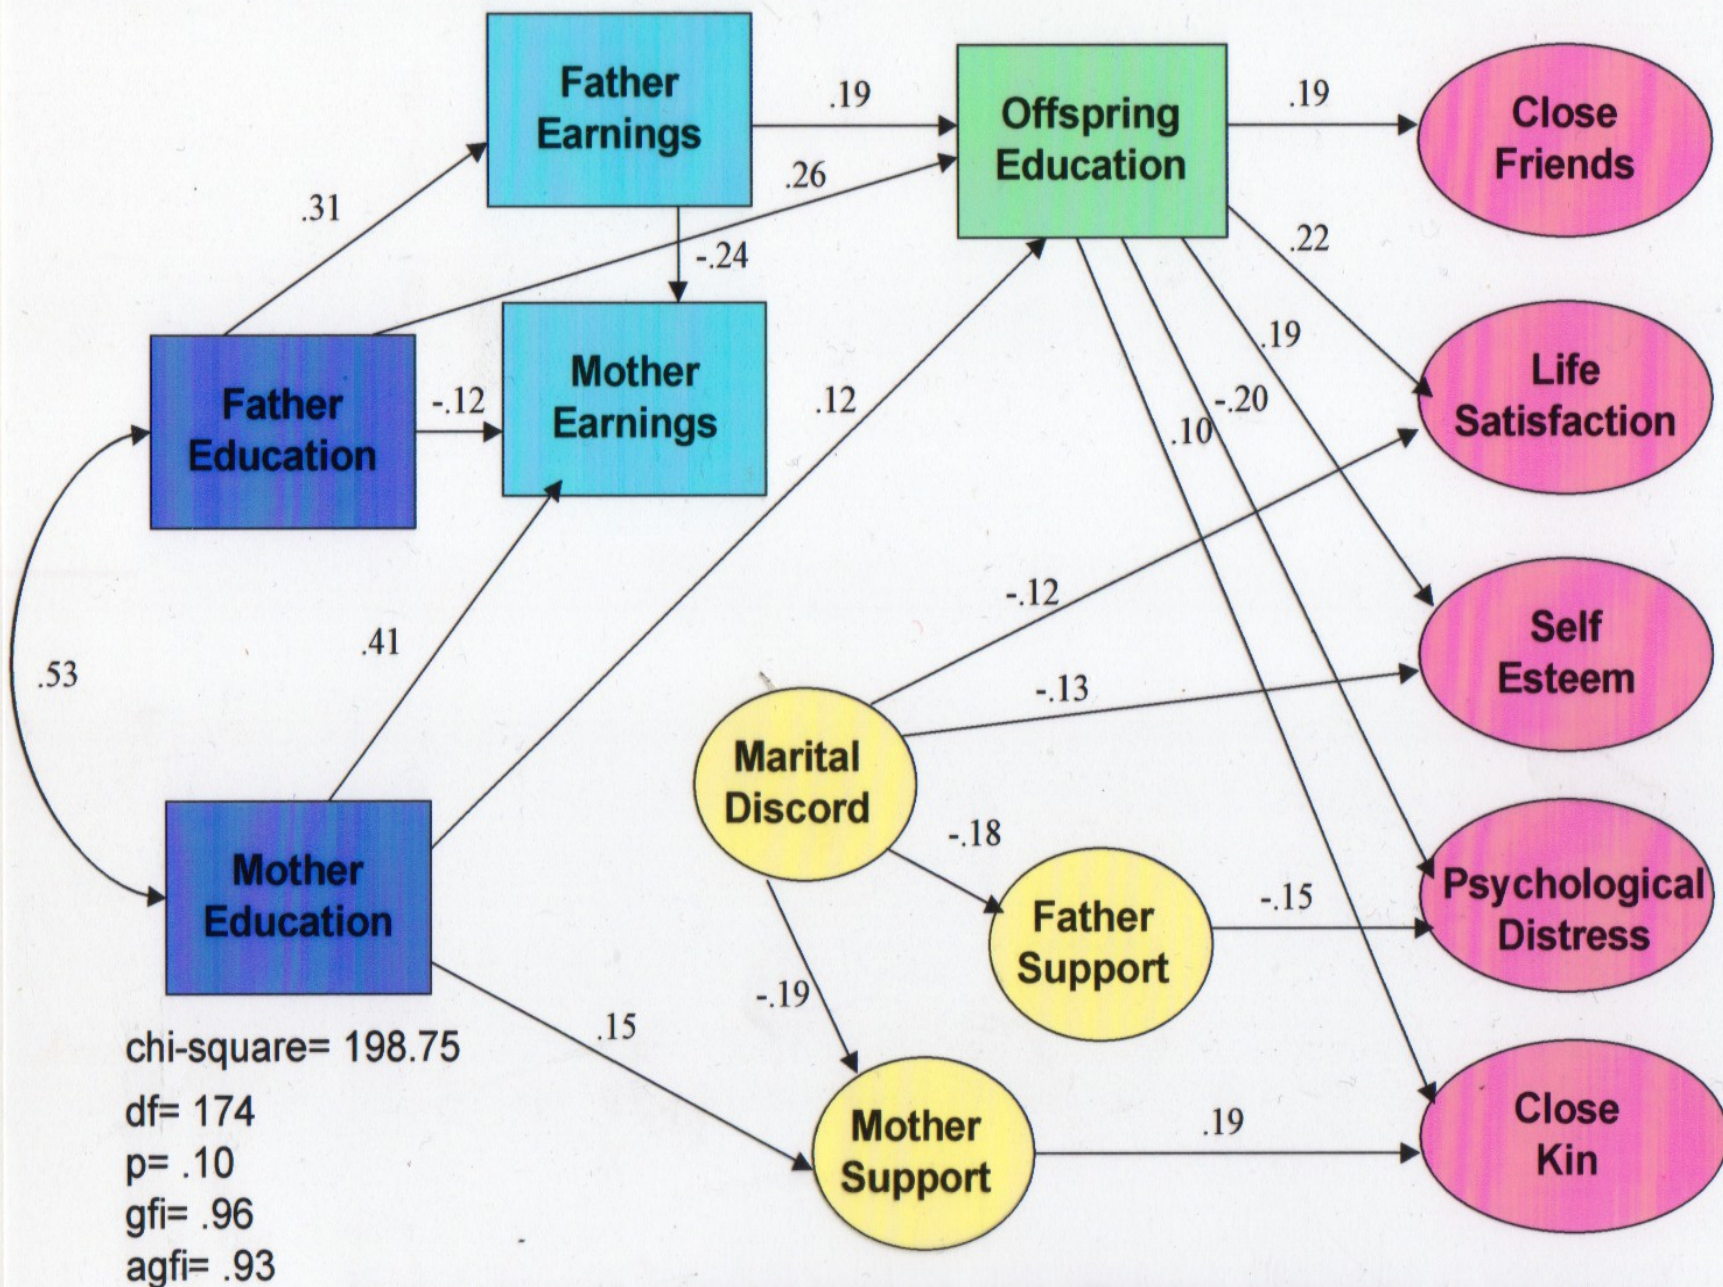 Father
Earnings
.19
Offspring
Education
.19
Close
Friends
.31
.26
-.24
.22
Father
Education
-.12
Mother
Earnings
.12
.10
-.20
.19
Life
Satisfaction
.53
.41
-.12
-.13
Self
Esteem
Marital
Discord
-.18
Father
Support
-.15
Psychological
Distress
Mother
Education
-.19
.15
Mother
Support
.19
Close
Kin
chi-square= 198.75
df= 174
p= .10
gfi= .96
agfi= .93